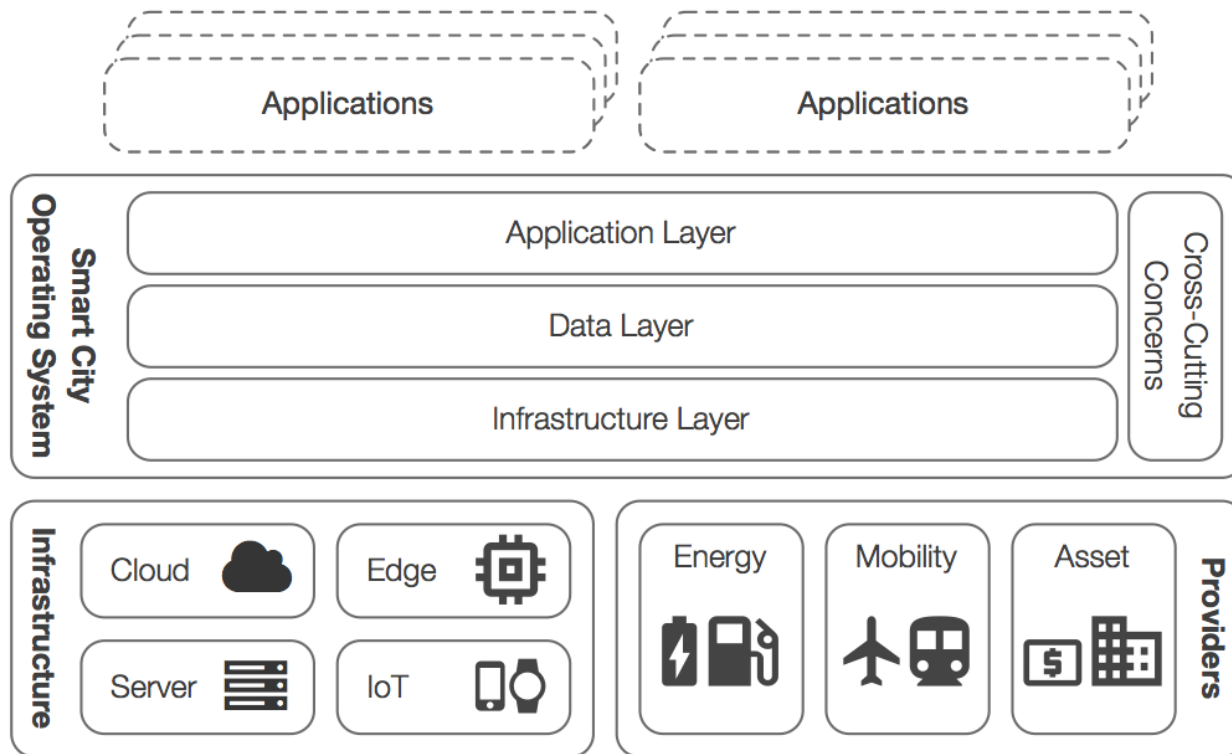 Applications
Applications
Smart City
Operating System
Application Layer
Data Layer
Infrastructure Layer
Cross-Cutting
Concerns
Infrastructure
Cloud
Edge
Server
IoT
Energy
Mobility
Asset
$
Providers